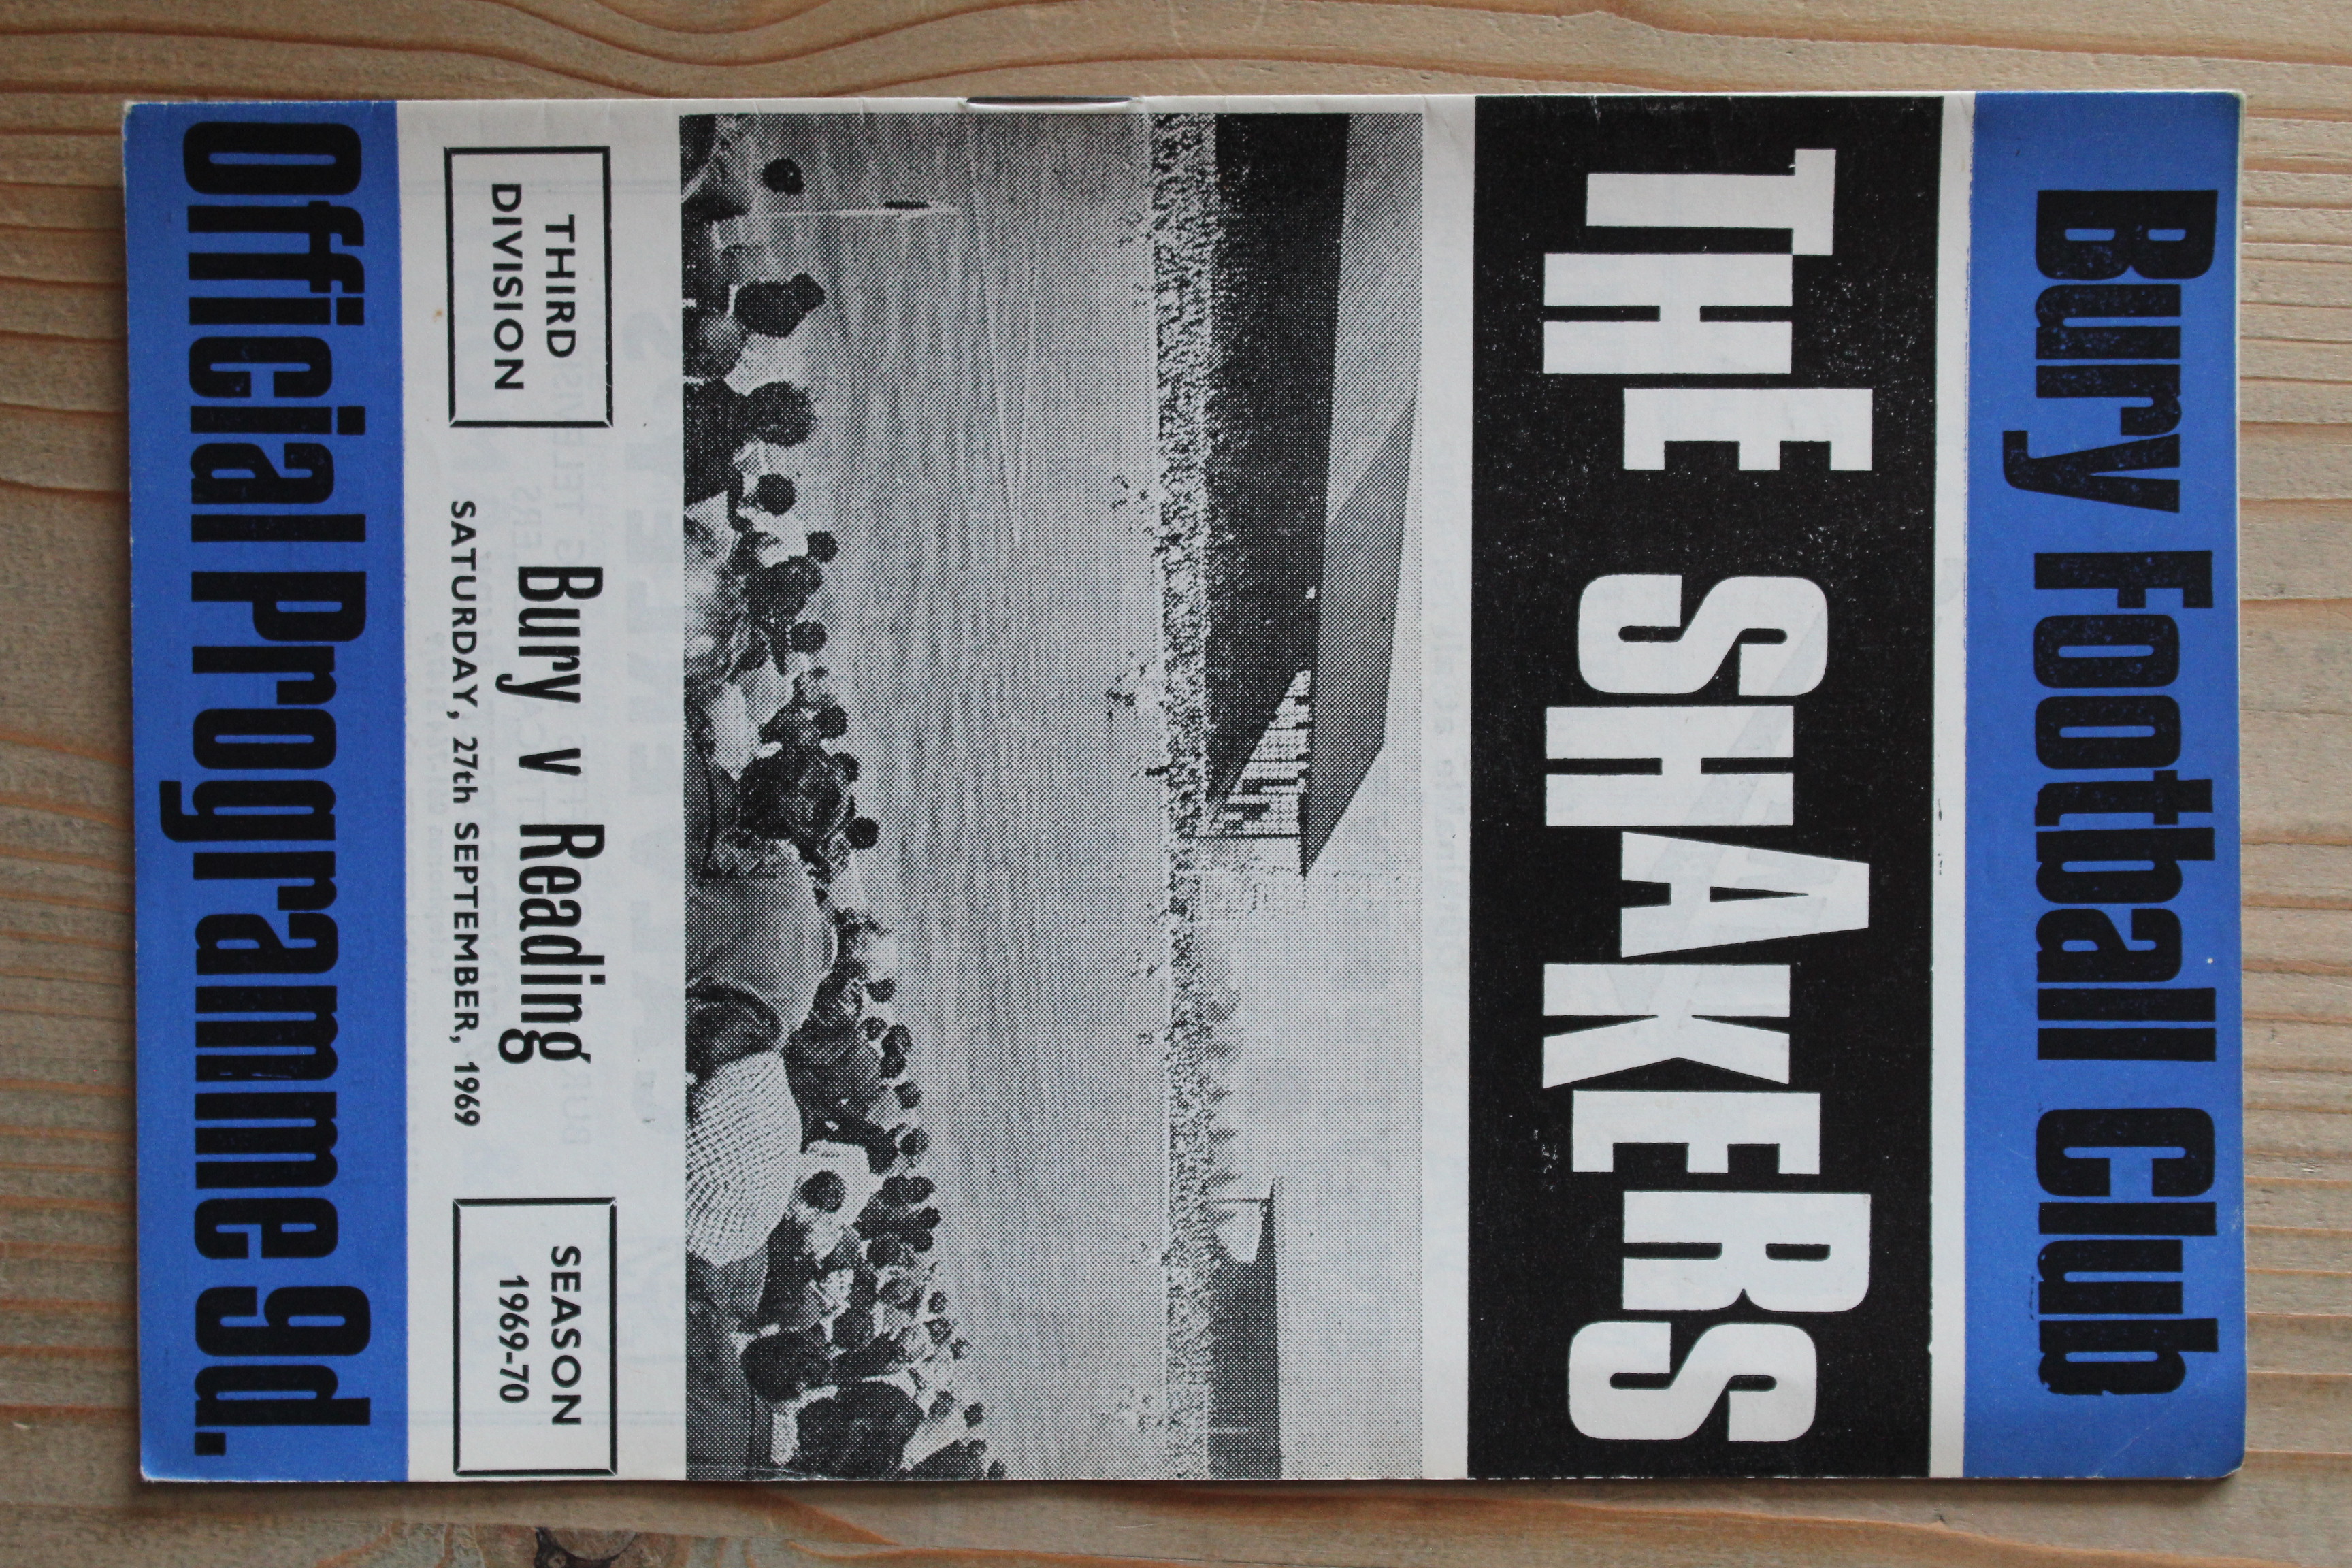 Bury Football Club
THE SHAKERS
THIRD
DIVISION
Bury v Reading
SATURDAY, 27th SEPTEMBER, 1969
SEASON
1969-70
Official Programme 9d.